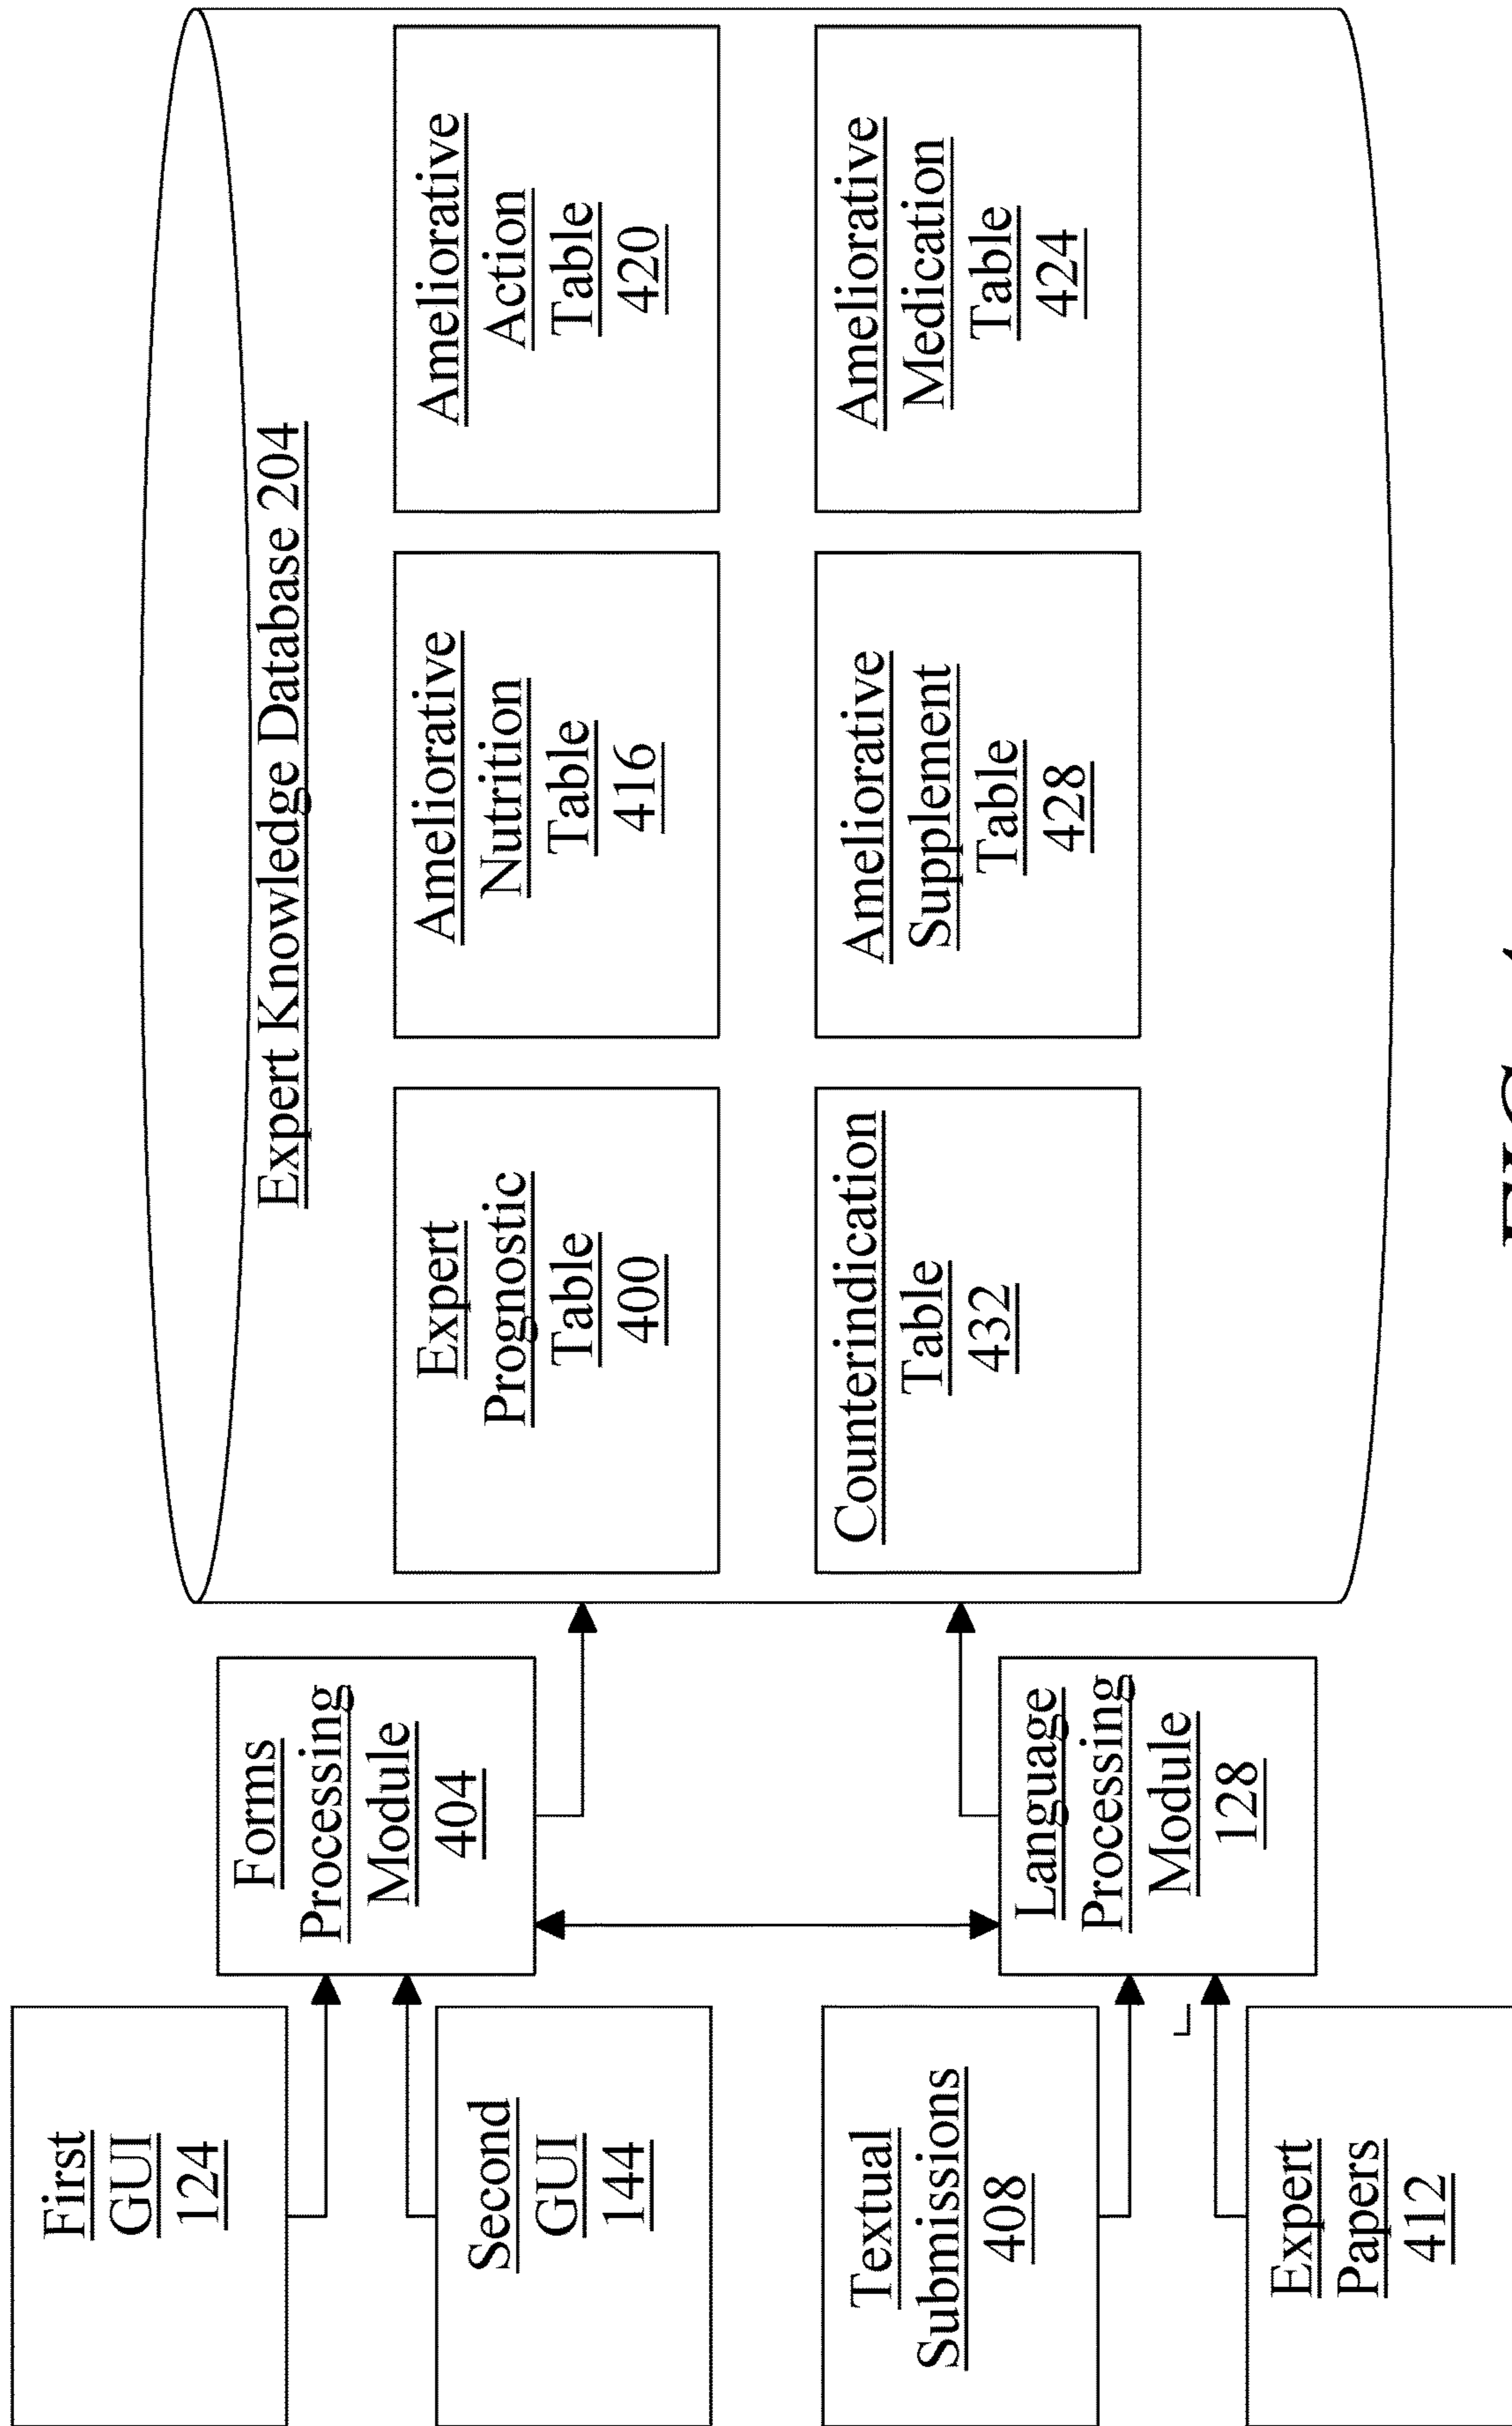 First
GUI
124
Second
GUI
144
Textual
Submissions
408
Expert
Papers
412
Forms
Processing
Module
404
Language
Processing
Module
128
Expert Knowledge Database 204
Expert
Prognostic
Table
400
Ameliorative
Nutrition
Table
416
Ameliorative
Action
Table
420
Counterindication
Table
432
Ameliorative
Supplement
Table
428
Ameliorative
Medication
Table
424